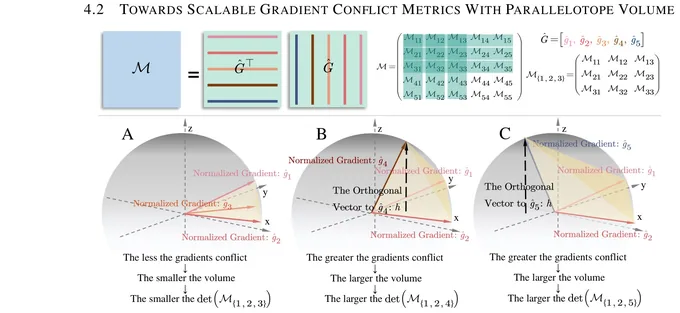 4.2 TOWARDS SCALABLE GRADIENT CONFLICT METRICS WITH PARALLELOTOPE VOLUME
ℳ = Ĝ⊤ Ĝ
ℳ =
ℳ11 ℳ12 ℳ13 ℳ14 ℳ15
ℳ21 ℳ22 ℳ23 ℳ24 ℳ25
ℳ31 ℳ32 ℳ33 ℳ34 ℳ35
ℳ41 ℳ42 ℳ43 ℳ44 ℳ45
ℳ51 ℳ52 ℳ53 ℳ54 ℳ55
Ĝ=[ĝ1, ĝ2, ĝ3, ĝ4, ĝ5]
ℳ{1,2,3} =
ℳ11 ℳ12 ℳ13
ℳ21 ℳ22 ℳ23
ℳ31 ℳ32 ℳ33
A
z
Normalized Gradient: ĝ1
y
Normalized Gradient: ĝ3
x
Normalized Gradient: ĝ2
The less the gradients conflict
↓
The smaller the volume
↓
The smaller the det(ℳ{1,2,3})
B
z
Normalized Gradient: ĝ4
Normalized Gradient: ĝ1
y
The Orthogonal
Vector to ĝ4: h
x
Normalized Gradient: ĝ2
The greater the gradients conflict
↓
The larger the volume
↓
The larger the det(ℳ{1,2,4})
C
z
Normalized Gradient: ĝ5
Normalized Gradient: ĝ1
y
The Orthogonal
Vector to ĝ5: h
x
Normalized Gradient: ĝ2
The greater the gradients conflict
↓
The larger the volume
↓
The larger the det(ℳ{1,2,5})